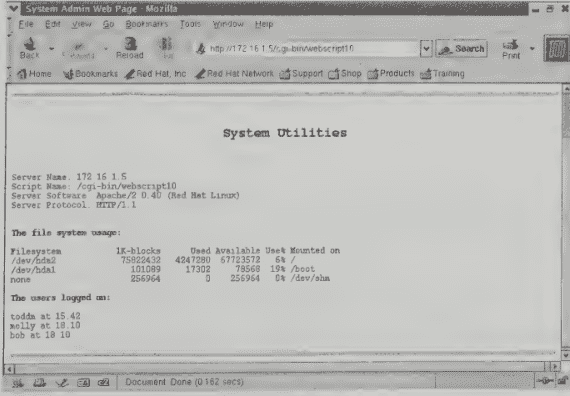 System Admin Web Page - Mozilla
File Edit View Go Bookmarks Tools Window Help
Back Reload http://172 16 1.5/cgi-bin/webscript10 Search Print
Home Bookmarks Red Hat, Inc Red Hat Network Support Shop Products Training
System Utilities
Server Name. 172 16 1.5
Script Name: /cgi-bin/webscript10
Server Software Apache/2 0.40 (Red Hat Linux)
Server Protocol. HTTP/1.1
The file system usage:
Filesystem 1K-blocks Used Available Use% Mounted on
/dev/hda2 75822432 4247280 67723572 6% /
/dev/hda1 101089 17302 78568 19% /boot
none 256964 0 256964 0% /dev/shm
The users logged on:
toddm at 15.42
molly at 18.10
bob at 18 10
Document Done (0 162 secs)